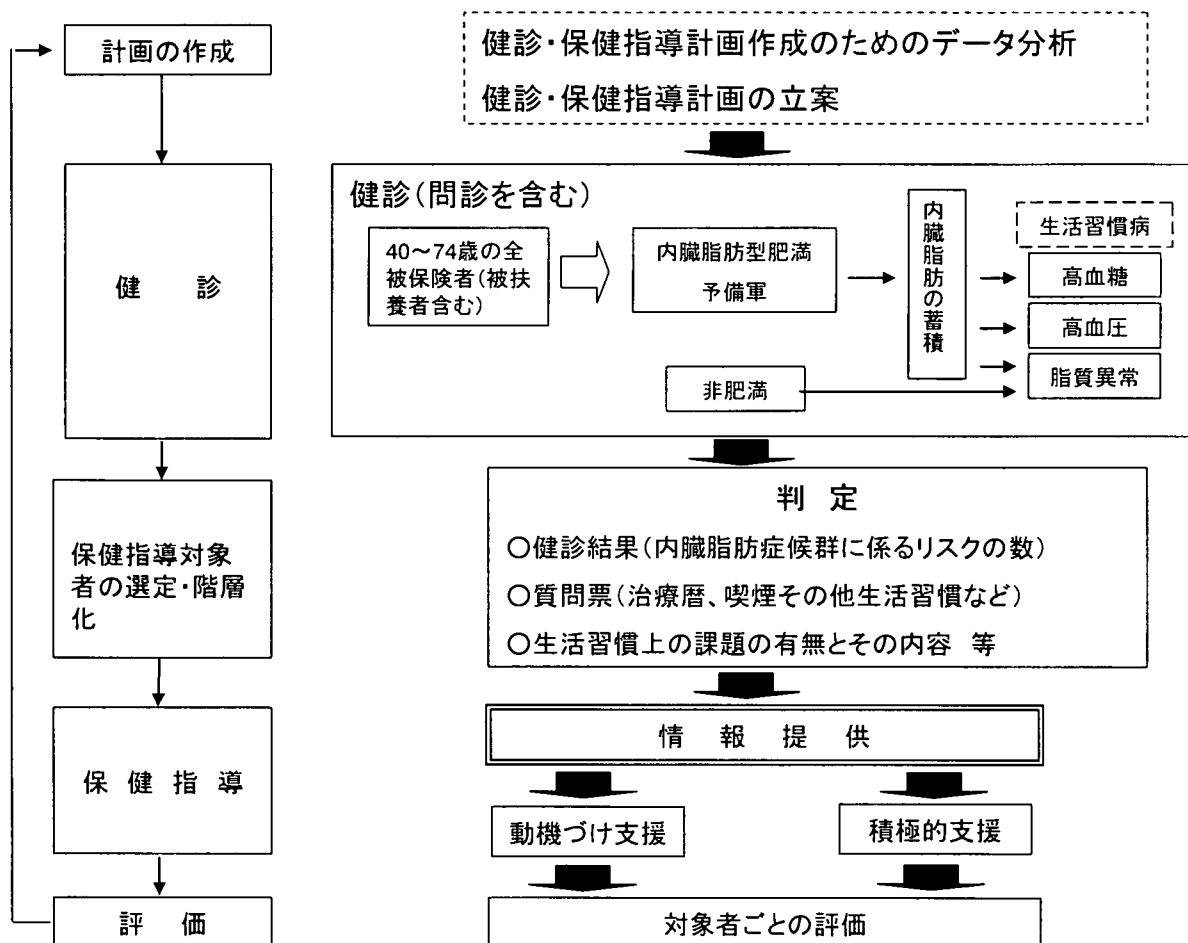 計画の作成
健診・保健指導計画作成のためのデータ分析
健診・保健指導計画の立案
健　　診
健診(問診を含む)
40～74歳の全
被保険者(被扶
養者含む)
内臓脂肪型肥満
予備軍
非肥満
内臓脂肪の蓄積
生活習慣病
高血糖
高血圧
脂質異常
保健指導対象
者の選定・階層
化
判　定
○健診結果(内臓脂肪症候群に係るリスクの数)
○質問票(治療暦、喫煙その他生活習慣など)
○生活習慣上の課題の有無とその内容　等
保　健　指　導
情　報　提　供
動機づけ支援
積極的支援
評　　価
対象者ごとの評価